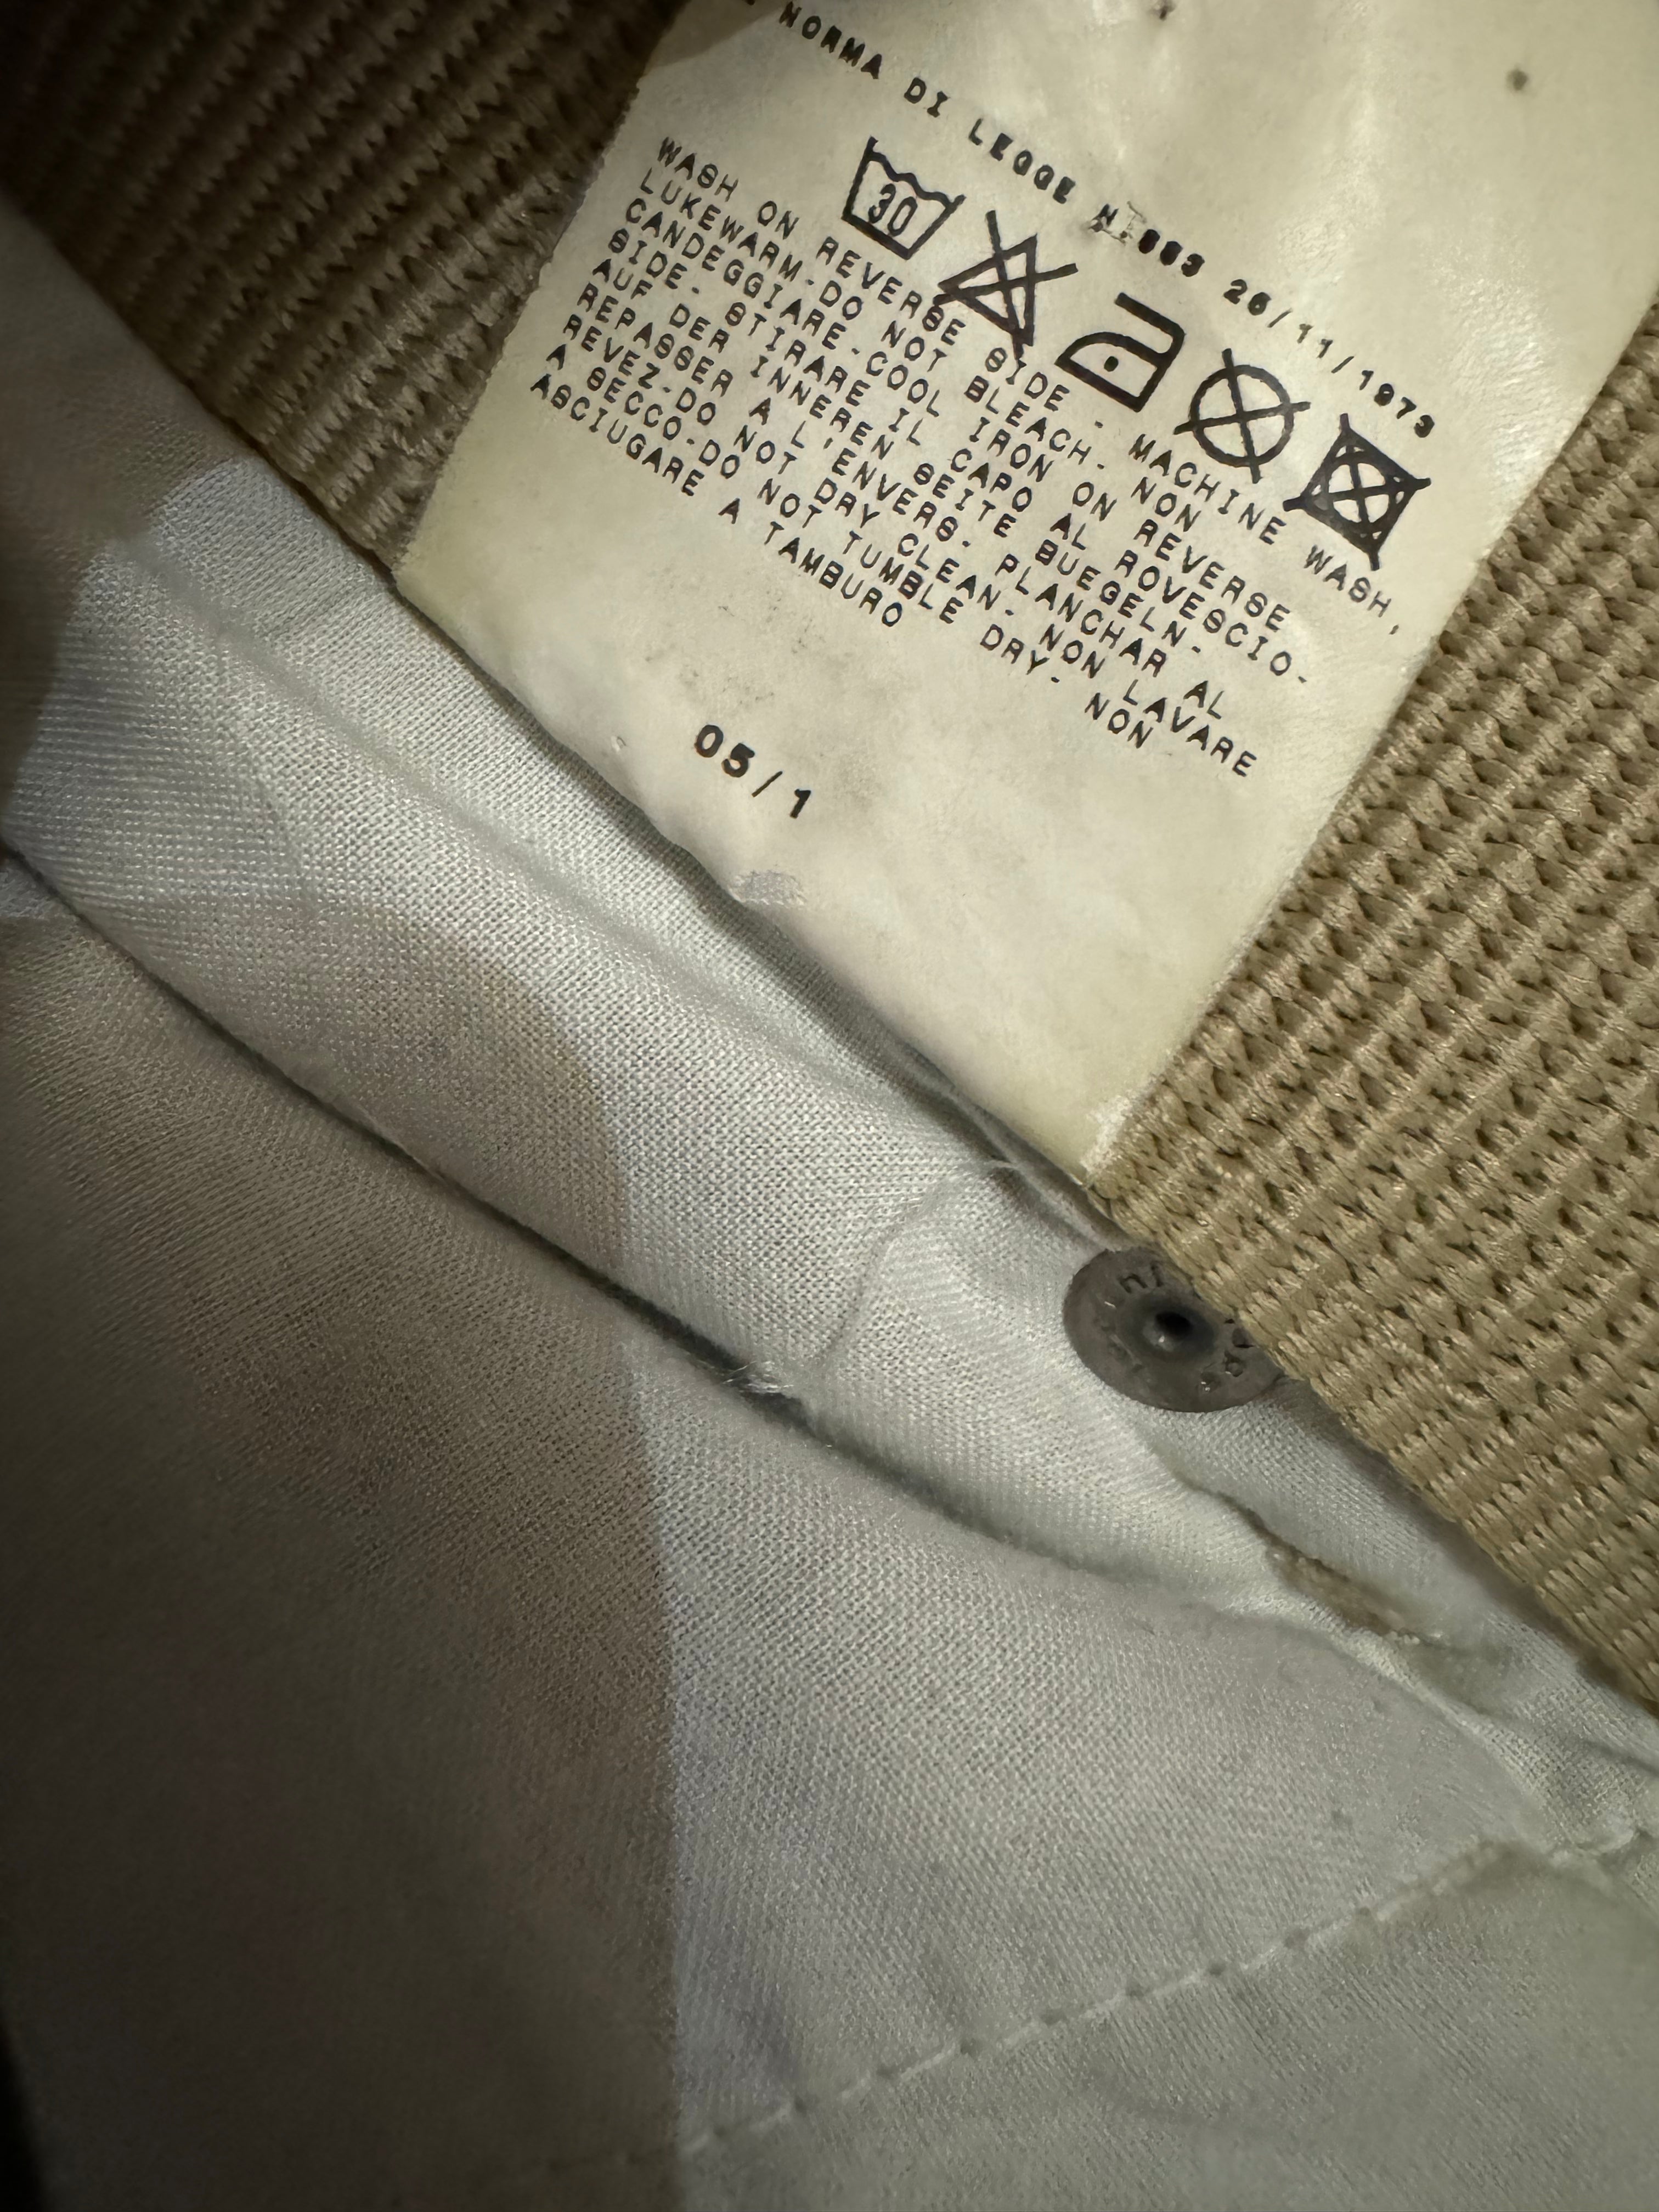 NORMA DI LEGGE N°883 26/11/1973
30
WASH ON REVERSE SIDE - MACHINE WASH,
LUKEWARM-DO NOT BLEACH- NON
CANDEGGIARE-COOL IRON ON REVERSE
SIDE- STIRARE IL CAPO AL ROVESCIO-
AUF DER INNEREN SEITE BUEGELN-
REPASSER A L'ENVERS- PLANCHAR AL
REVEZ-DO NOT DRY CLEAN- NON LAVARE
A SECCO-DO NOT TUMBLE DRY- NON
ASCIUGARE A TAMBURO
05/1